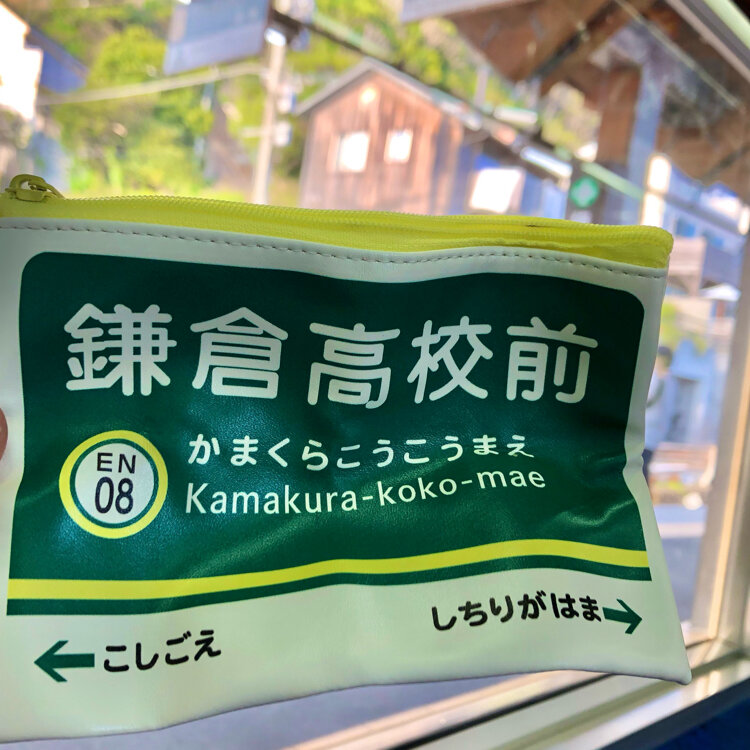 鎌倉高校前
EN
08
かまくらこうこうまえ
Kamakura-koko-mae
しちりがはま→
←こしごえ